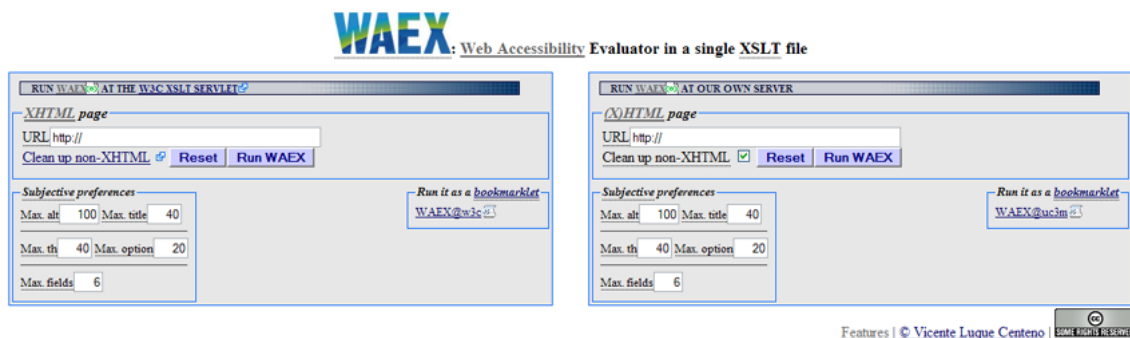 WAEX: Web Accessibility Evaluator in a single XSLT file
RUN WAEX AT THE W3C XSLT SERVLET
XHTML page
URL http://
Clean up non-XHTML Reset Run WAEX
Subjective preferences
Max. alt 100 Max. title 40
Max. th 40 Max. option 20
Max. fields 6
Run it as a bookmarklet
WAEX@w3c
RUN WAEX AT OUR OWN SERVER
(X)HTML page
URL http://
Clean up non-XHTML Reset Run WAEX
Subjective preferences
Max. alt 100 Max. title 40
Max. th 40 Max. option 20
Max. fields 6
Run it as a bookmarklet
WAEX@uc3m
Features | © Vicente Luque Centeno | cc
SOME RIGHTS RESERVED